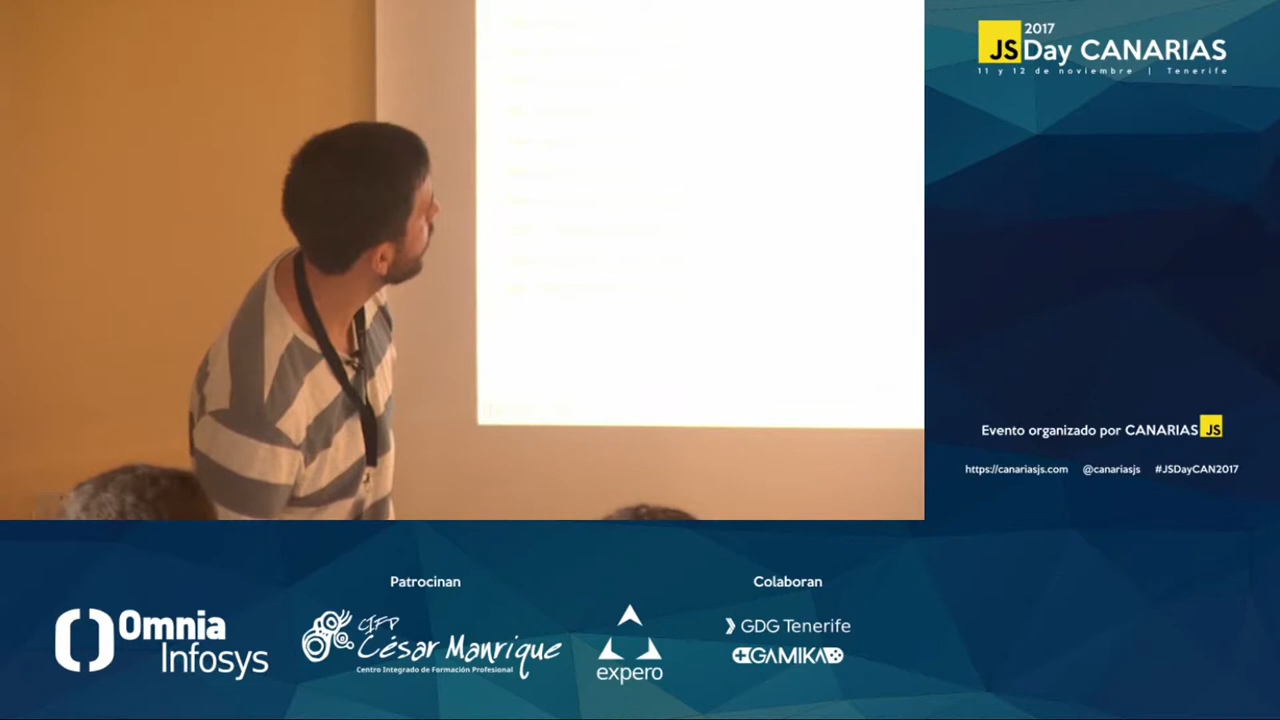 2017
JS Day CANARIAS
11 y 12 de noviembre | Tenerife
Evento organizado por CANARIAS JS
https://canariasjs.com @canariasjs #JSDayCAN2017
Patrocinan
Colaboran
Omnia
Infosys
CIFP
César Manrique
Centro Integrado de Formación Profesional
expero
GDG Tenerife
GAMIKA